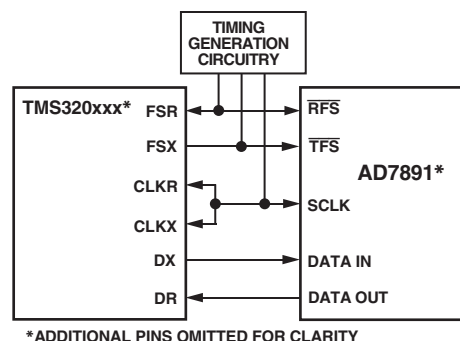 TIMING
GENERATION
CIRCUITRY
TMS320xxx*
AD7891*
FSR
RFS
FSX
TFS
CLKR
SCLK
CLKX
DX
DATA IN
DR
DATA OUT
*ADDITIONAL PINS OMITTED FOR CLARITY